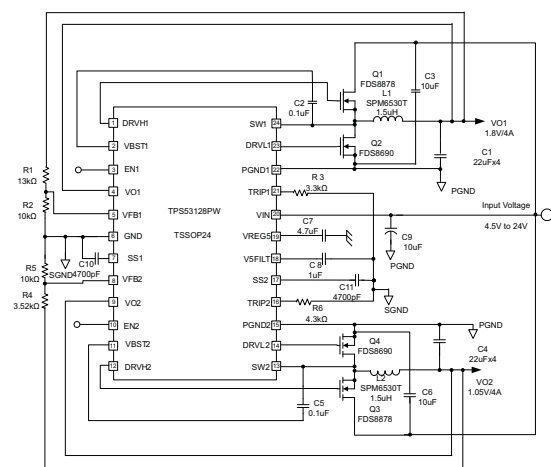 Q1
FDS8878
L1
SPM6530T
1.5uH
C3
10uF
C2
0.1uF
VO1
1.8V/4A
Q2
FDS8690
C1
22uFx4
PGND
1 DRVH1
2 VBST1
3 EN1
4 VO1
5 VFB1
6 GND
7 SS1
8 VFB2
9 VO2
10 EN2
11 VBST2
12 DRVH2
TPS53128PW
TSSOP24
SW1 24
DRVL1 23
PGND1 22
TRIP1 21
VIN 20
VREG5 19
V5FILT 18
SS2 17
TRIP2 16
PGND2 15
DRVL2 14
SW2 13
R1
13kΩ
R2
10kΩ
R5
10kΩ
R4
3.52kΩ
SGND
C10
4700pF
R 3
3.3kΩ
C7
4.7uF
C 8
1uF
C11
4700pF
R6
4.3kΩ
C9
10uF
PGND
SGND
Input Voltage
4.5V to 24V
PGND
Q4
FDS8690
C4
22uFx4
L2
SPM6530T
1.5uH
VO2
1.05V/4A
C6
10uF
Q3
FDS8878
C5
0.1uF